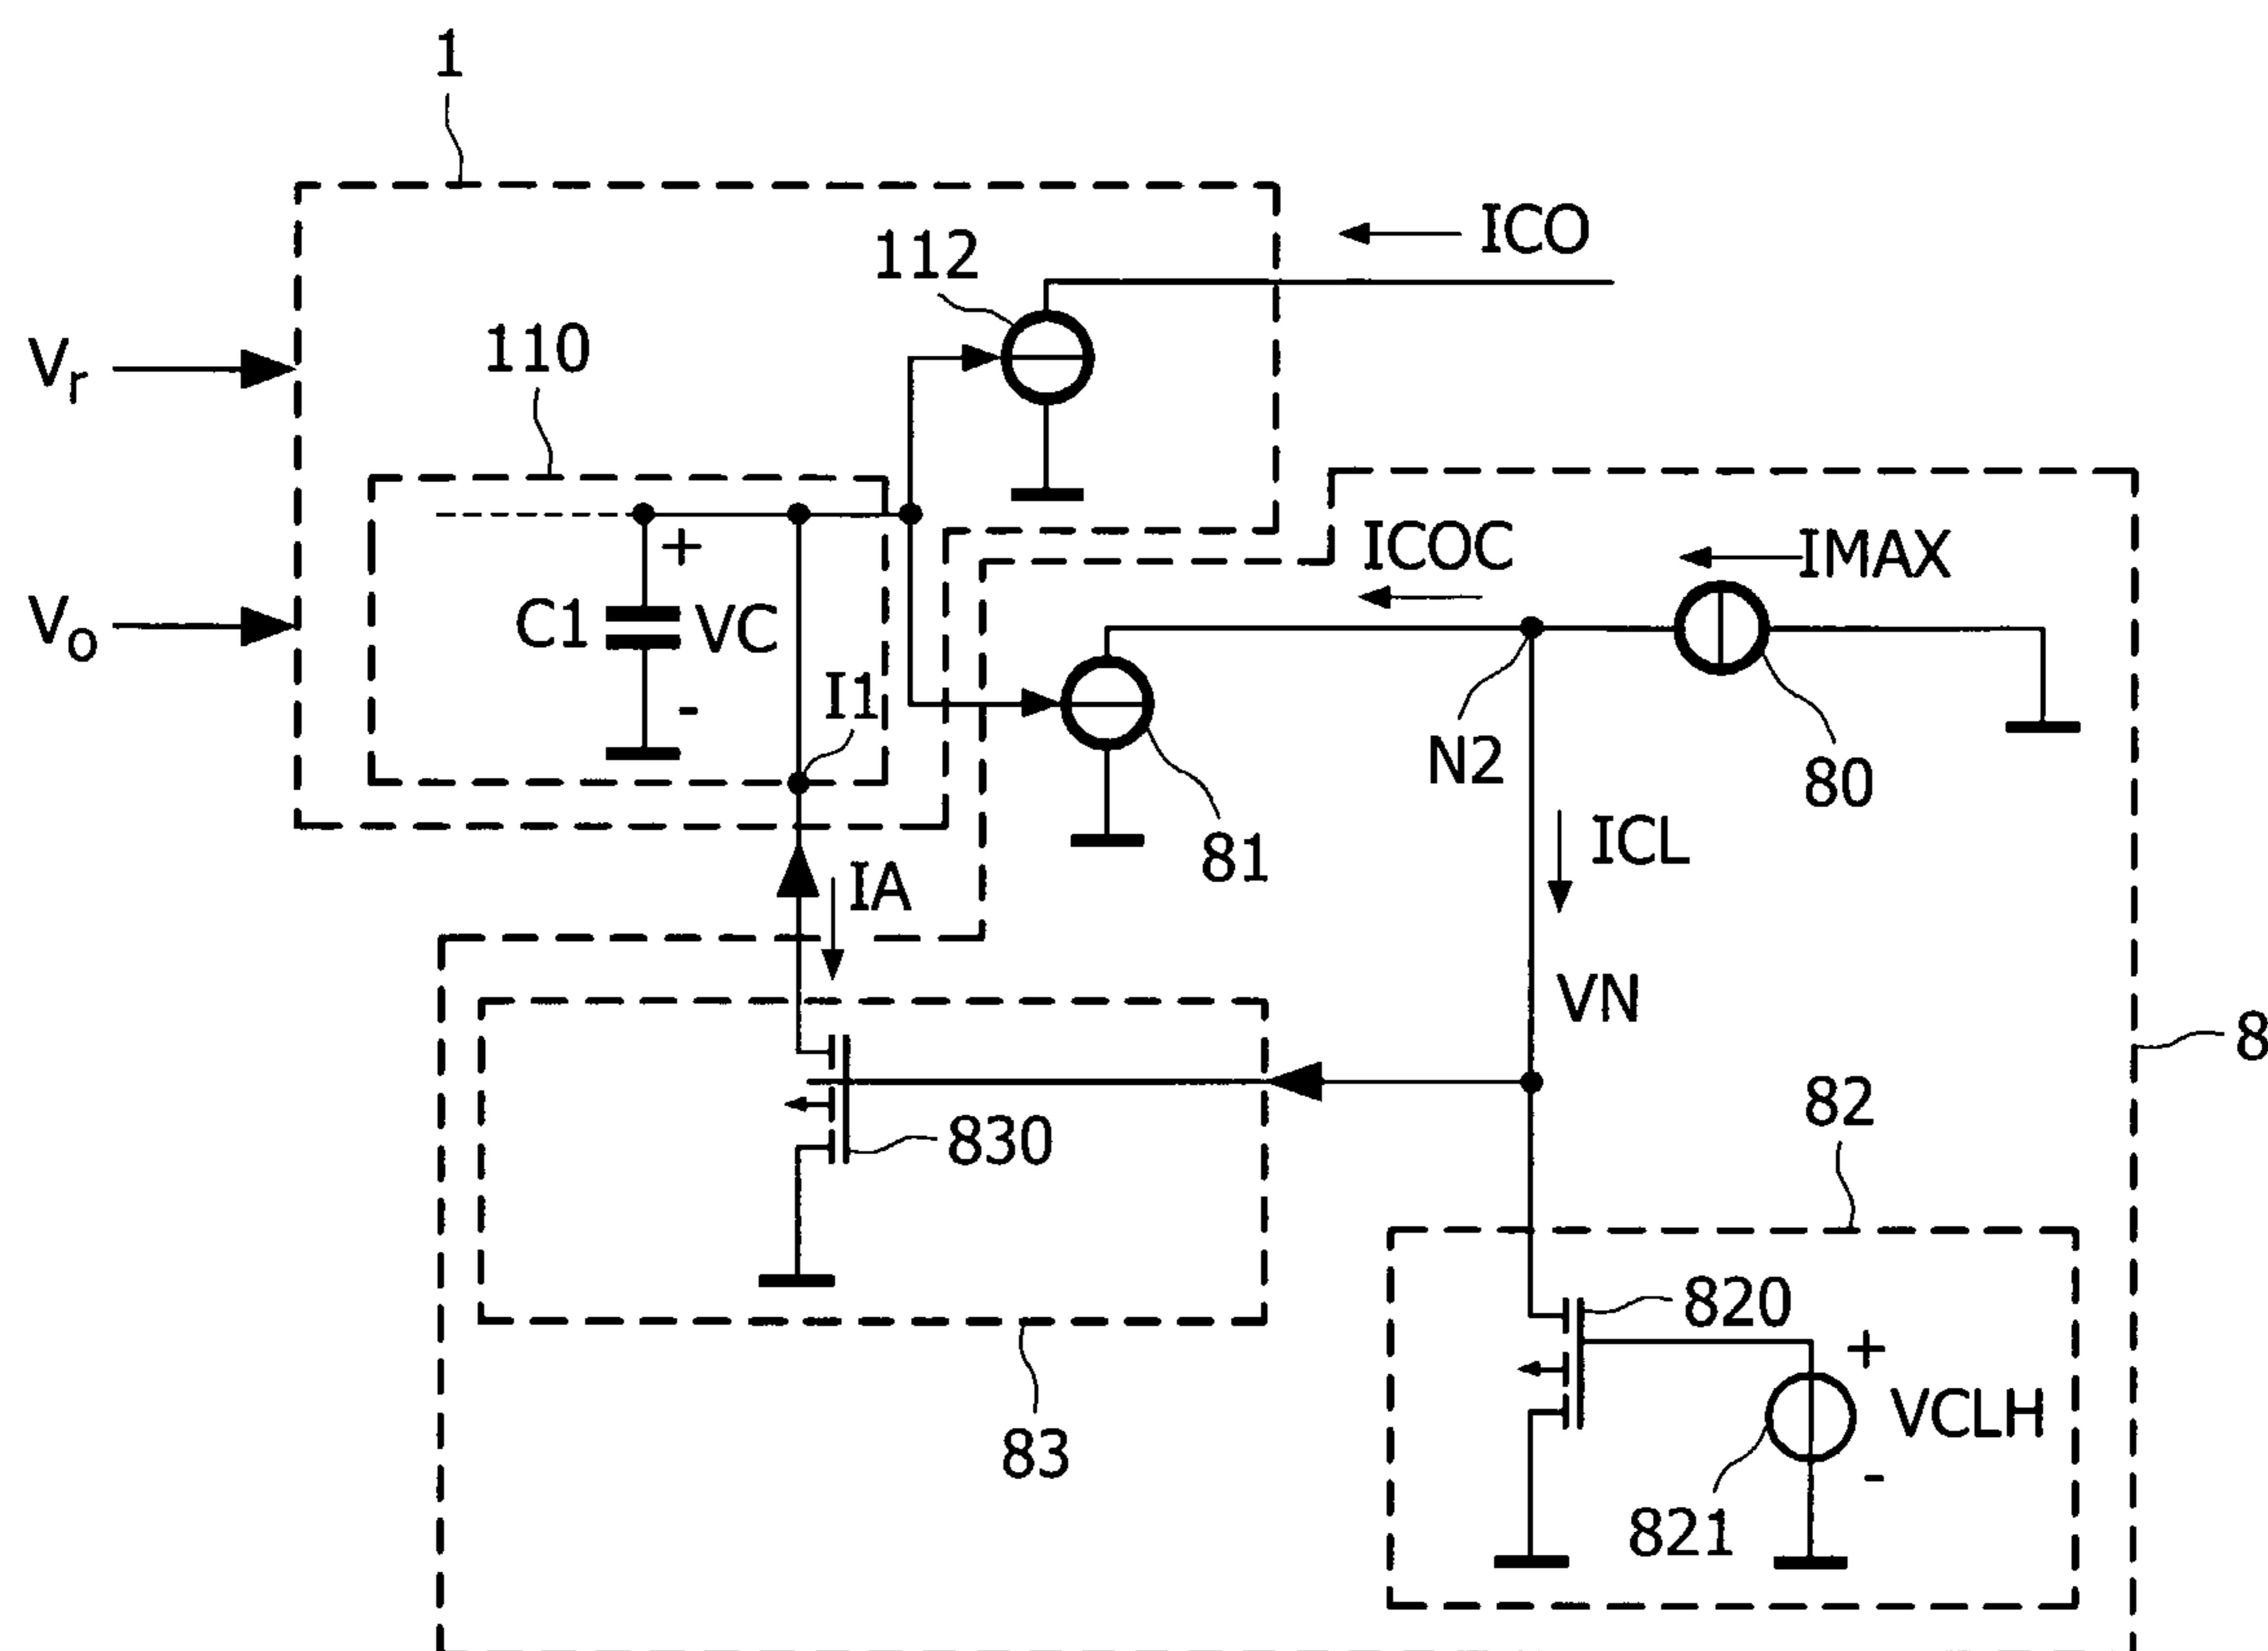 1
ICO
112
Vr
110
ICOC
IMAX
+
C1
VC
Vo
I1
-
N2
80
ICL
81
IA
VN
8
82
830
820
+
VCLH
83
821
-